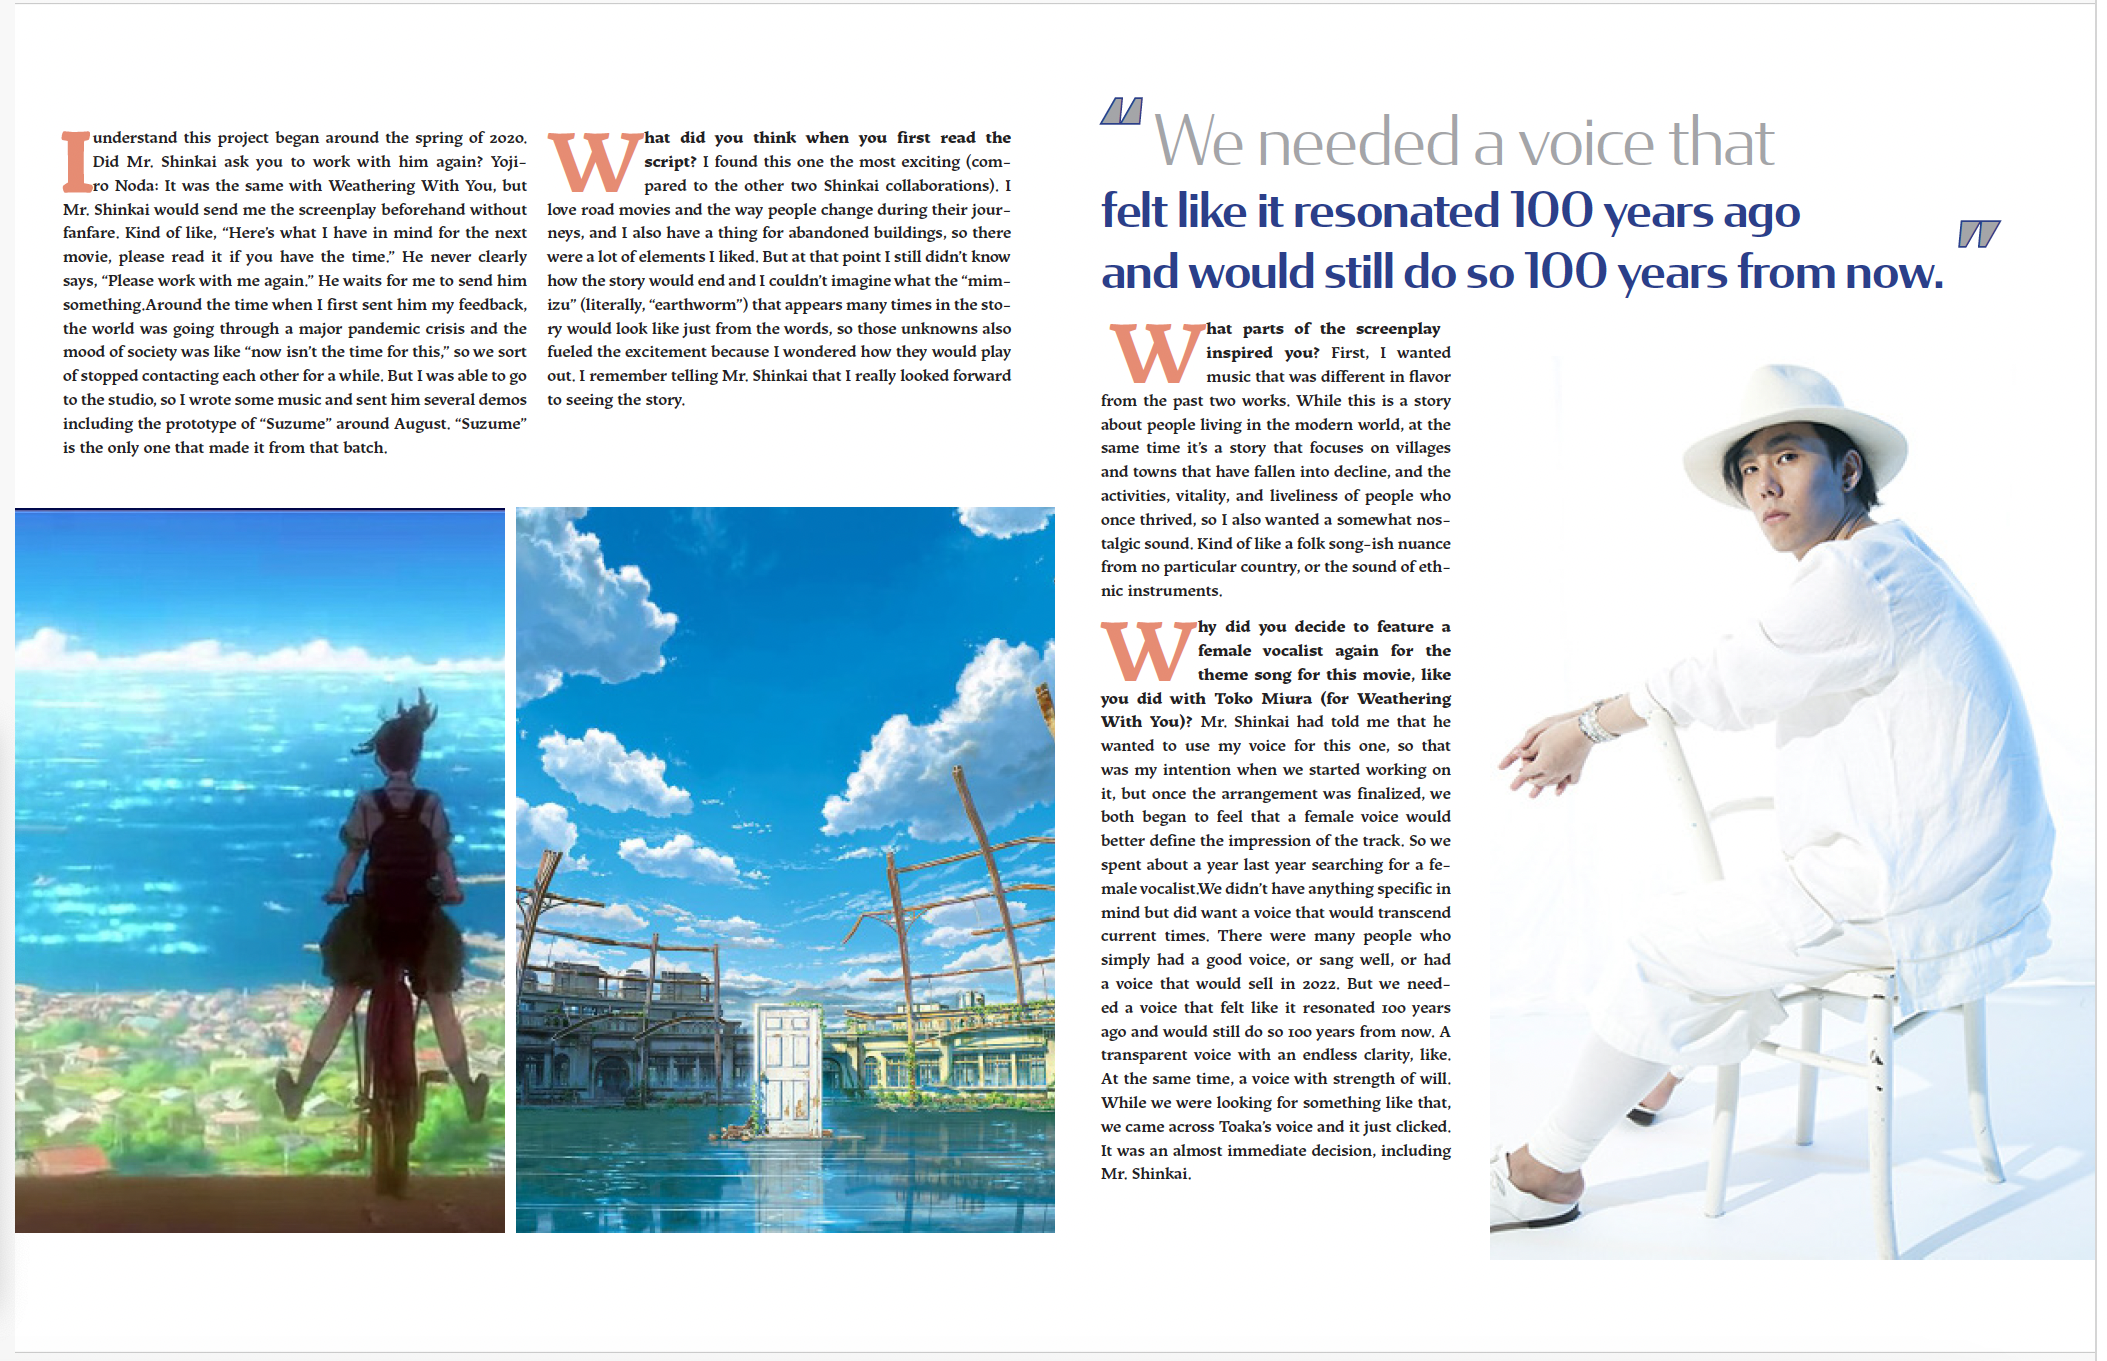 I understand this project began around the spring of 2020.
Did Mr. Shinkai ask you to work with him again? Yoji-
ro Noda: It was the same with Weathering With You, but
Mr. Shinkai would send me the screenplay beforehand without
fanfare. Kind of like, “Here’s what I have in mind for the next
movie, please read it if you have the time.” He never clearly
says, “Please work with me again.” He waits for me to send him
something.Around the time when I first sent him my feedback,
the world was going through a major pandemic crisis and the
mood of society was like “now isn’t the time for this,” so we sort
of stopped contacting each other for a while. But I was able to go
to the studio, so I wrote some music and sent him several demos
including the prototype of “Suzume” around August. “Suzume”
is the only one that made it from that batch.
What did you think when you first read the
script? I found this one the most exciting (com-
pared to the other two Shinkai collaborations). I
love road movies and the way people change during their jour-
neys, and I also have a thing for abandoned buildings, so there
were a lot of elements I liked. But at that point I still didn’t know
how the story would end and I couldn’t imagine what the “mim-
izu” (literally, “earthworm”) that appears many times in the sto-
ry would look like just from the words, so those unknowns also
fueled the excitement because I wondered how they would play
out. I remember telling Mr. Shinkai that I really looked forward
to seeing the story.
“We needed a voice that
felt like it resonated 100 years ago
and would still do so 100 years from now.”
What parts of the screenplay
inspired you? First, I wanted
music that was different in flavor
from the past two works. While this is a story
about people living in the modern world, at the
same time it’s a story that focuses on villages
and towns that have fallen into decline, and the
activities, vitality, and liveliness of people who
once thrived, so I also wanted a somewhat nos-
talgic sound. Kind of like a folk song-ish nuance
from no particular country, or the sound of eth-
nic instruments.
Why did you decide to feature a
female vocalist again for the
theme song for this movie, like
you did with Toko Miura (for Weathering
With You)? Mr. Shinkai had told me that he
wanted to use my voice for this one, so that
was my intention when we started working on
it, but once the arrangement was finalized, we
both began to feel that a female voice would
better define the impression of the track. So we
spent about a year last year searching for a fe-
male vocalist.We didn’t have anything specific in
mind but did want a voice that would transcend
current times. There were many people who
simply had a good voice, or sang well, or had
a voice that would sell in 2022. But we need-
ed a voice that felt like it resonated 100 years
ago and would still do so 100 years from now. A
transparent voice with an endless clarity, like.
At the same time, a voice with strength of will.
While we were looking for something like that,
we came across Toaka’s voice and it just clicked.
It was an almost immediate decision, including
Mr. Shinkai.